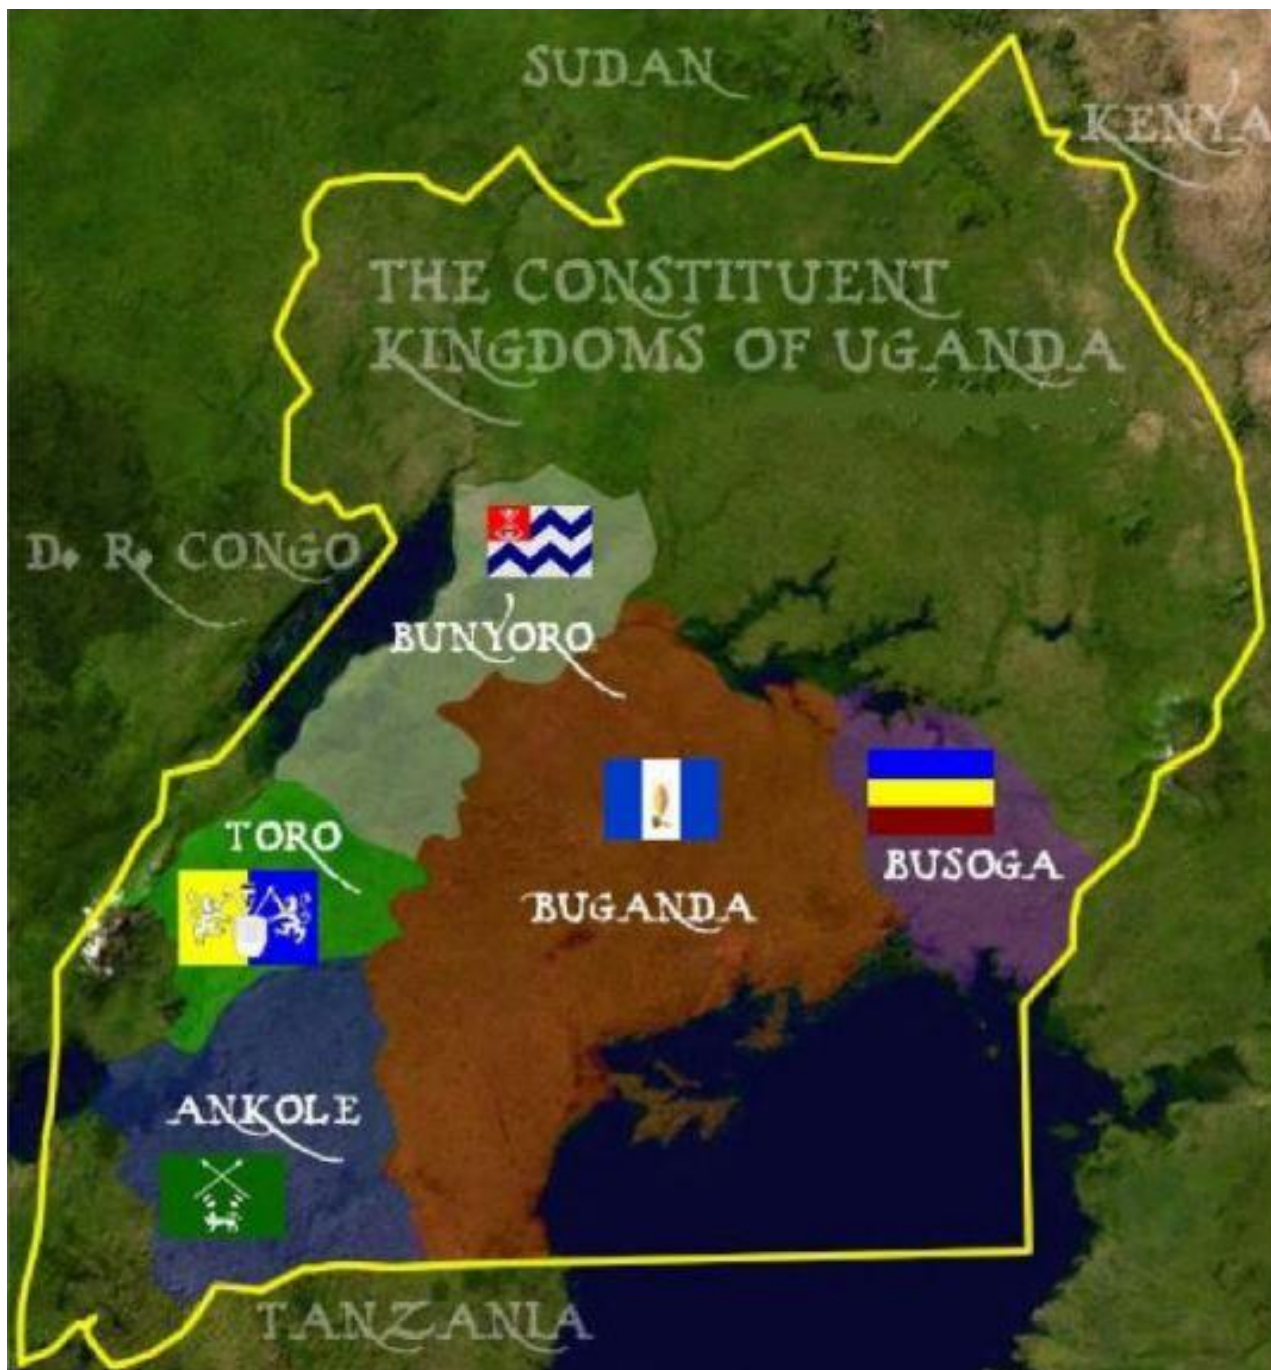 SUDAN
KENYA
THE CONSTITUENT
KINGDOMS OF UGANDA
D. R. CONGO
BUNYORO
TORO
BUSOGA
BUGANDA
ANKOLE
TANZANIA